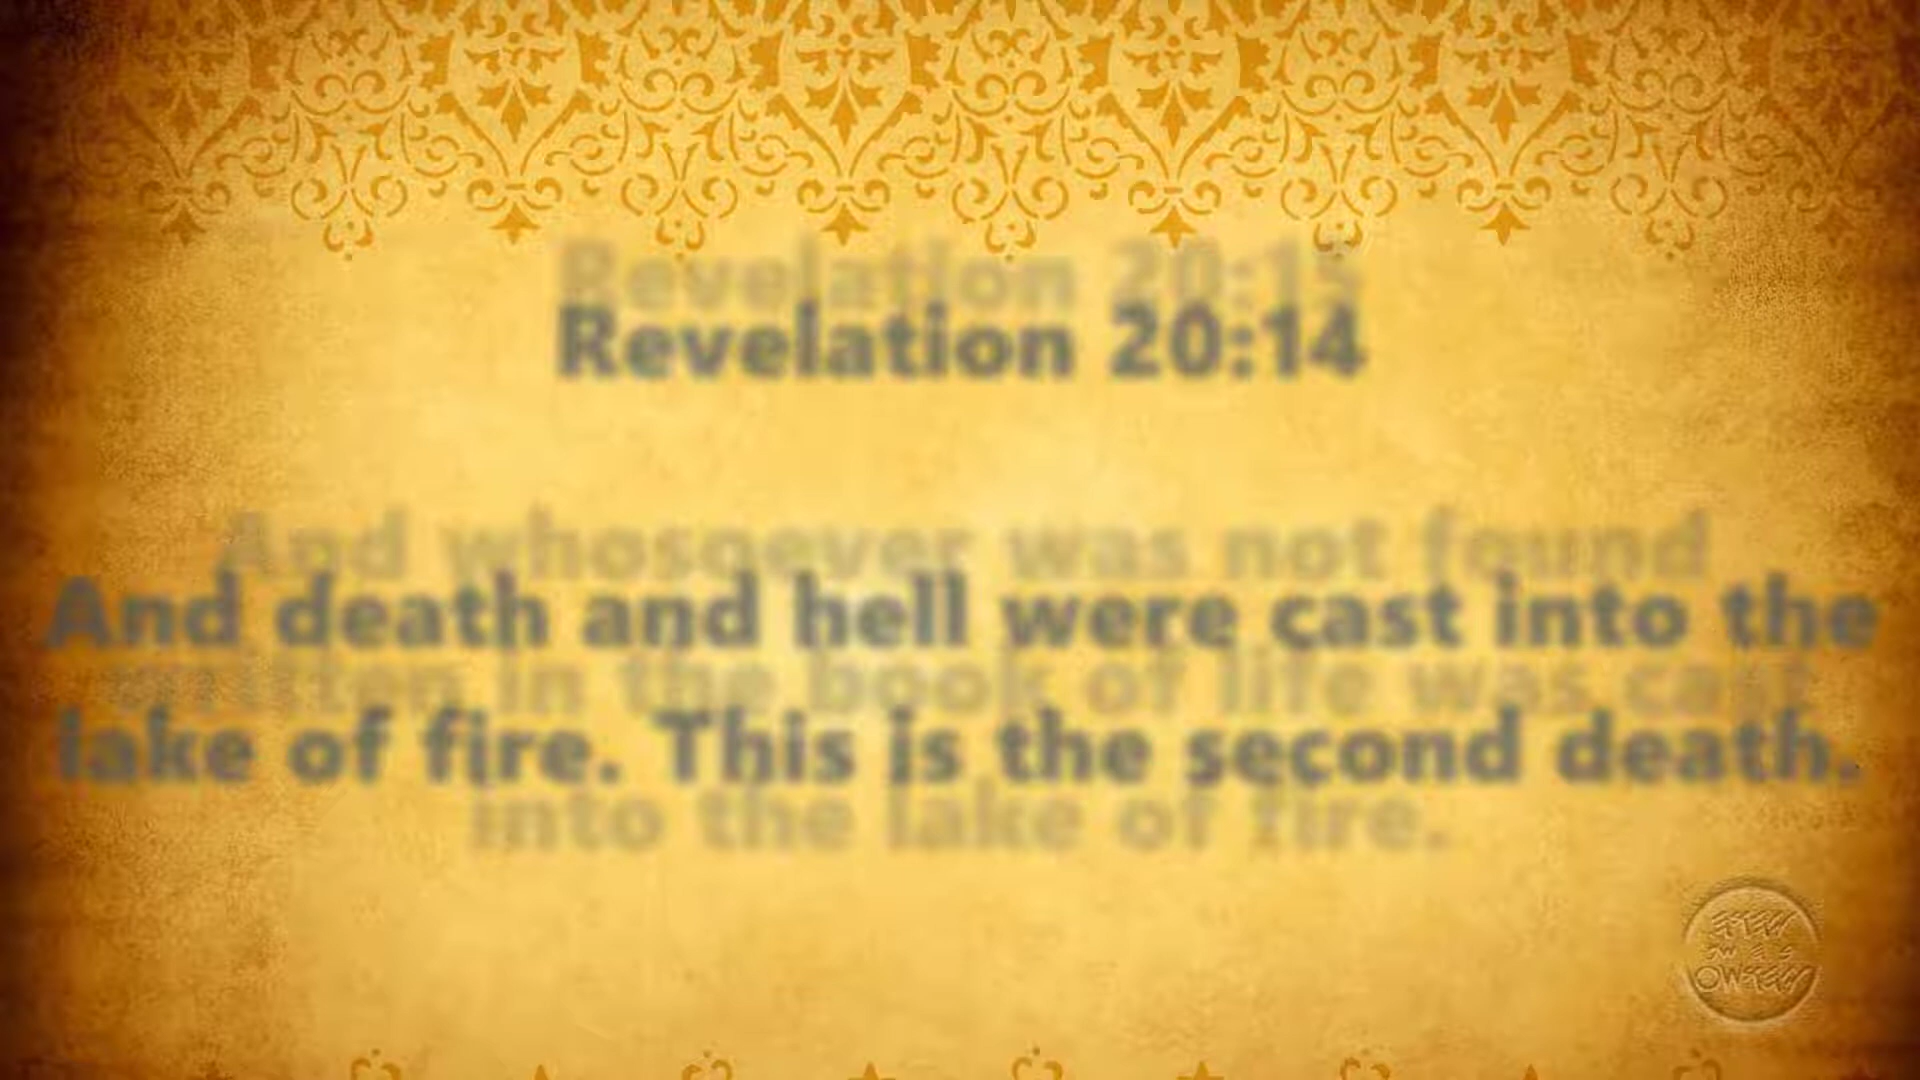 Revelation 20:15
Revelation 20:14
And whosoever was not found
And death and hell were cast into the
written in the book of life was cast
lake of fire. This is the second death.
into the lake of fire.